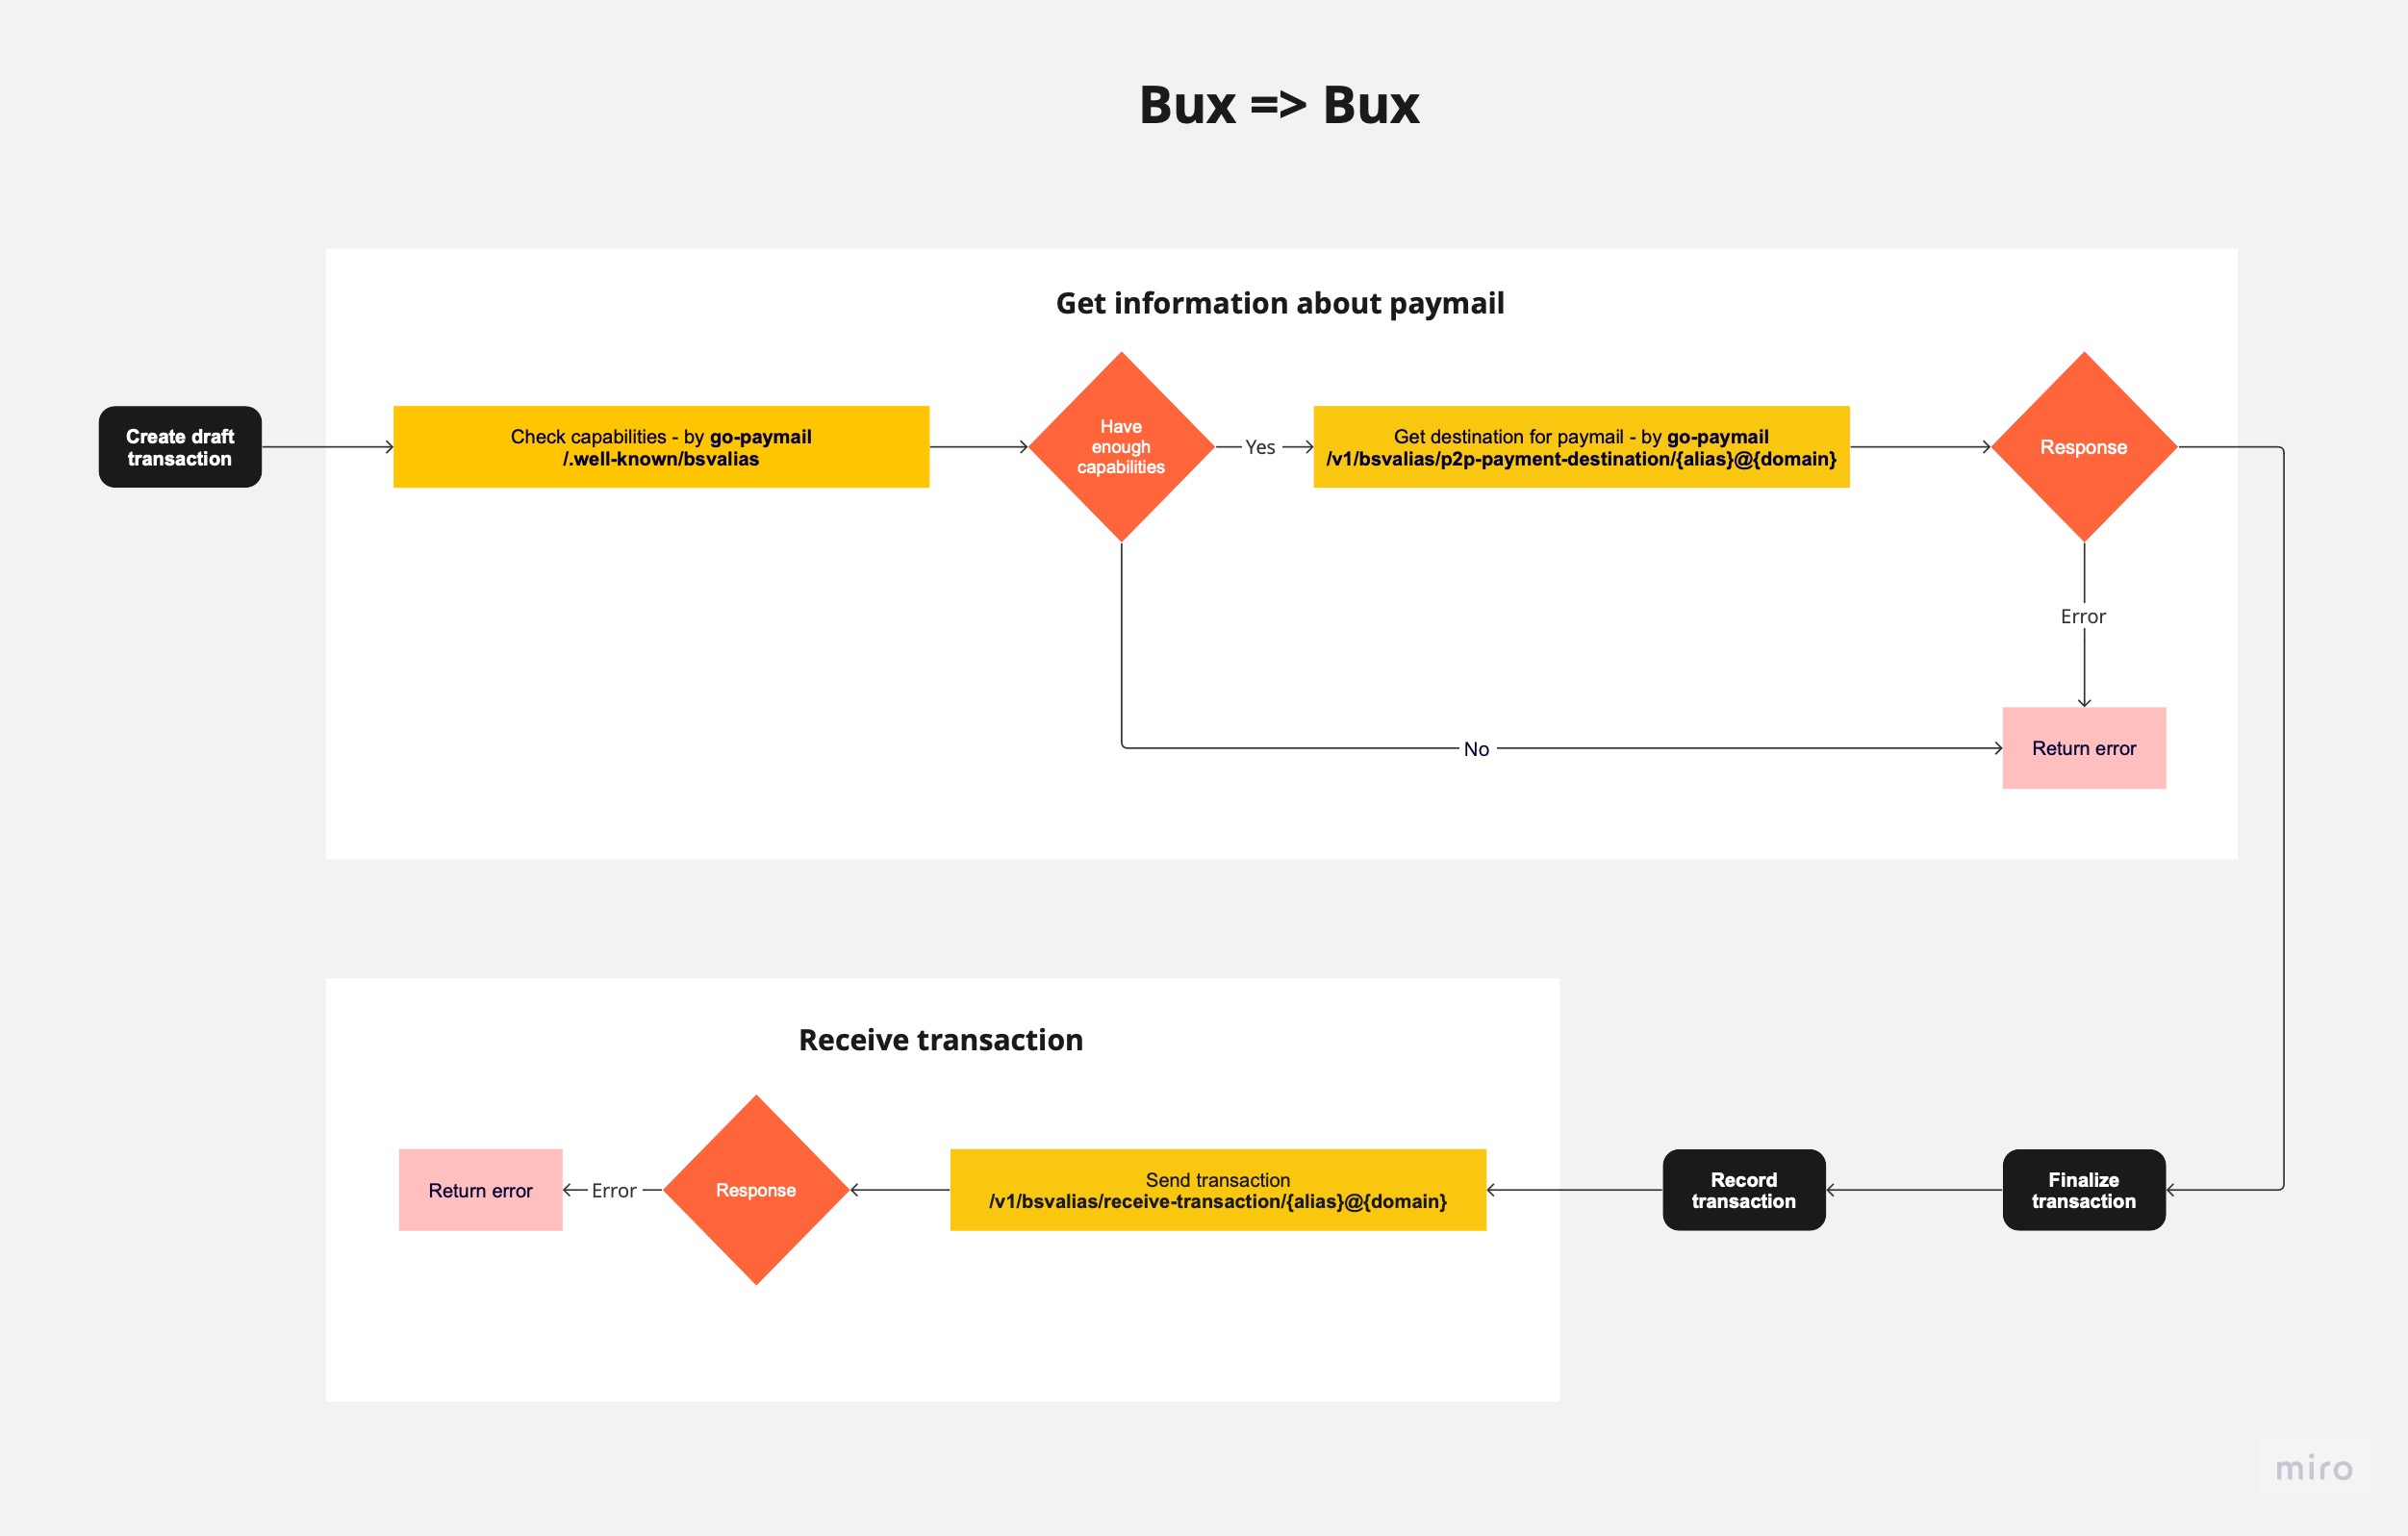 Bux => Bux
Get information about paymail
Create draft
transaction
Check capabilities - by go-paymail
/.well-known/bsvalias
Have
enough
capabilities
Yes
Get destination for paymail - by go-paymail
/v1/bsvalias/p2p-payment-destination/{alias}@{domain}
Response
Error
No
Return error
Receive transaction
Return error
Error
Response
Send transaction
/v1/bsvalias/receive-transaction/{alias}@{domain}
Record
transaction
Finalize
transaction
miro